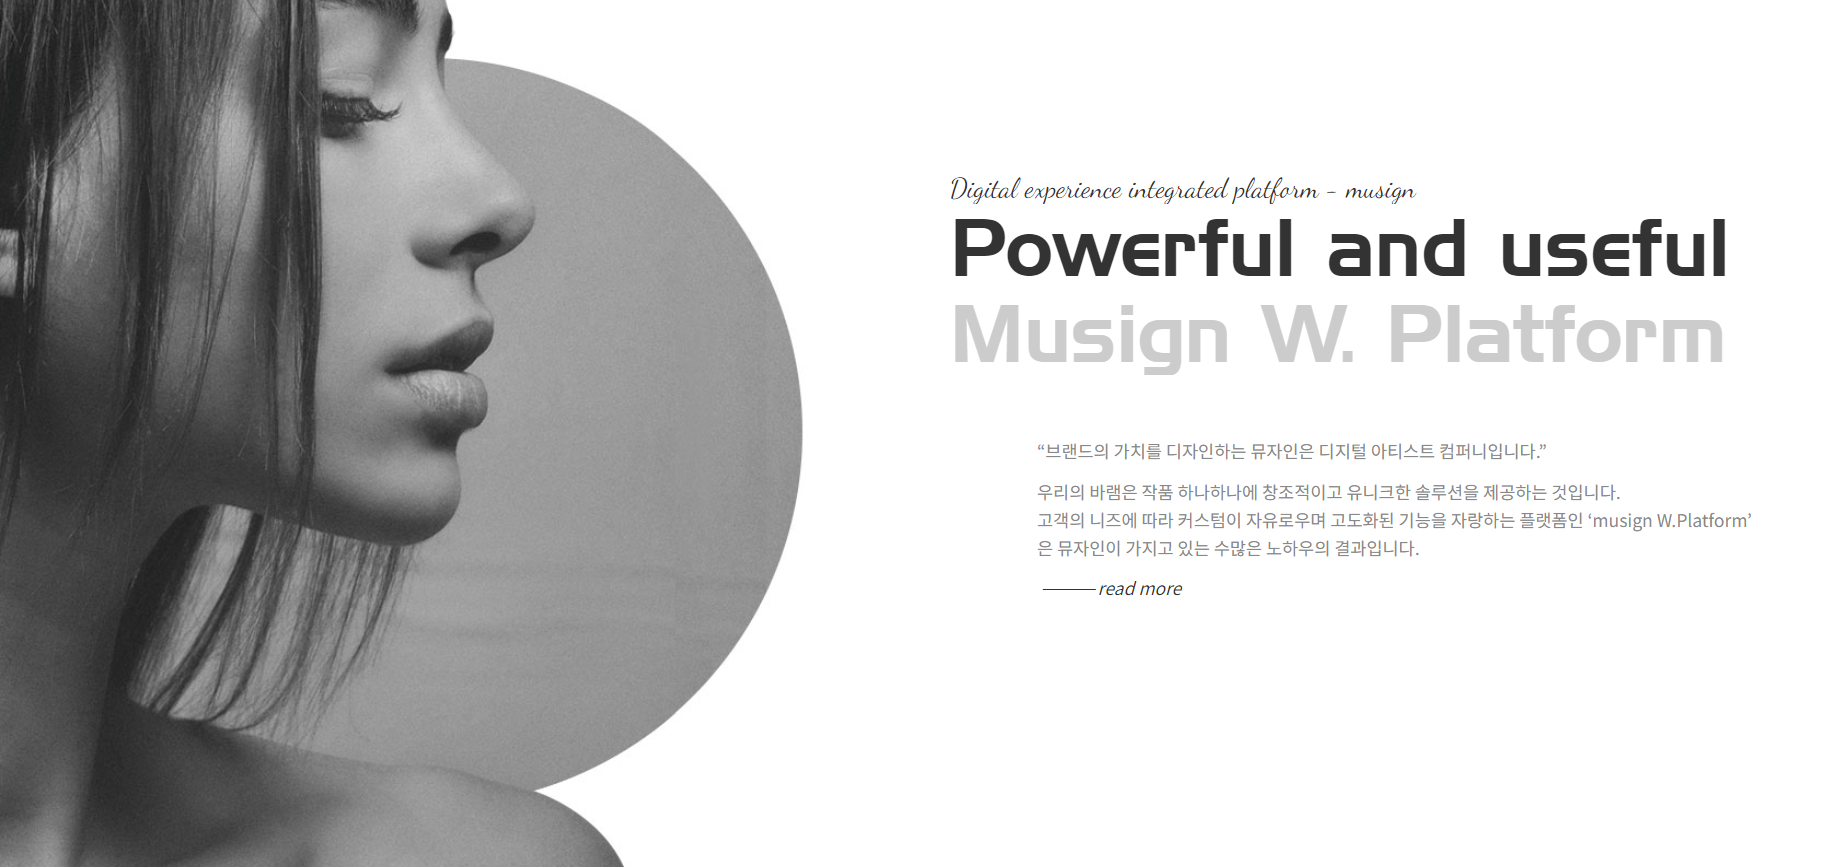 Digital experience integrated platform - musign
Powerful and useful
Musign W. Platform
“브랜드의 가치를 디자인하는 뮤자인은 디지털 아티스트 컴퍼니입니다.”
우리의 바램은 작품 하나하나에 창조적이고 유니크한 솔루션을 제공하는 것입니다.
고객의 니즈에 따라 커스텀이 자유로우며 고도화된 기능을 자랑하는 플랫폼인 ‘musign W.Platform’
은 뮤자인이 가지고 있는 수많은 노하우의 결과입니다.
read more